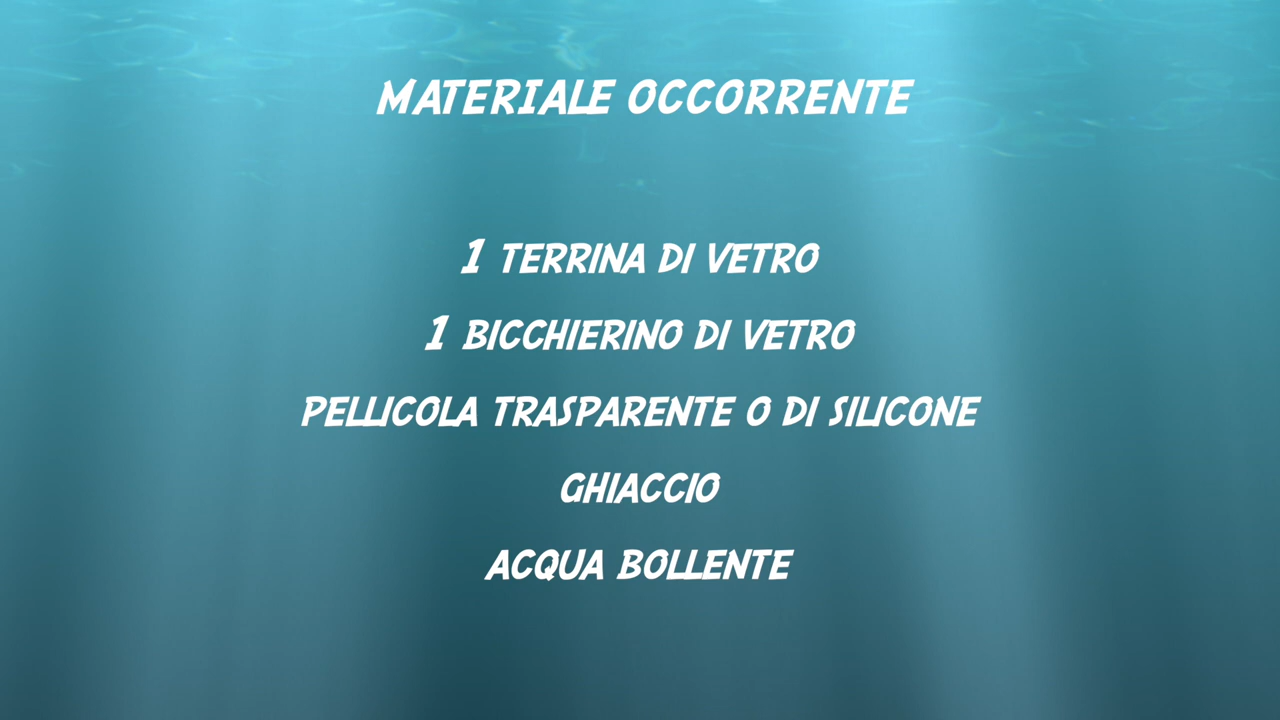 MATERIALE OCCORRENTE
1 TERRINA DI VETRO
1 BICCHIERINO DI VETRO
PELLICOLA TRASPARENTE O DI SILICONE
GHIACCIO
ACQUA BOLLENTE